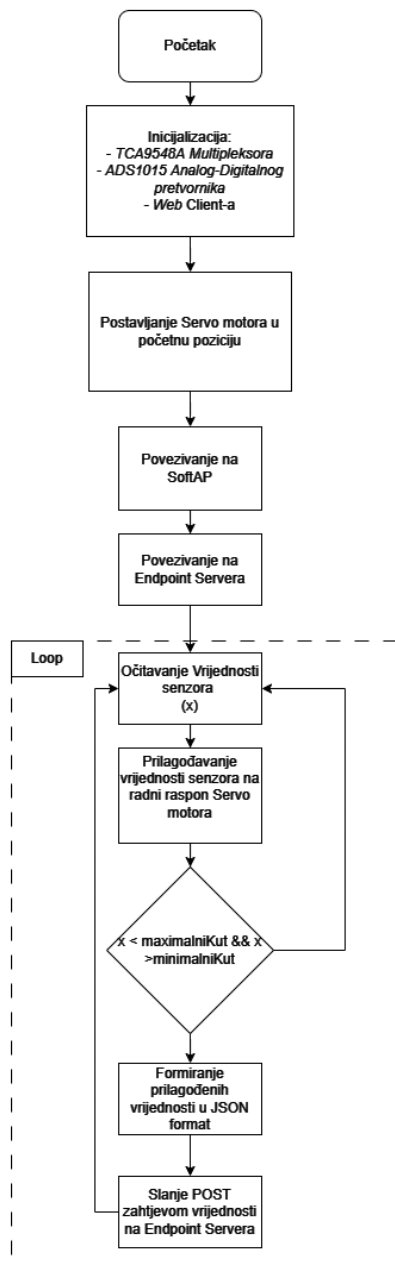 Početak
Inicijalizacija:
- TCA9548A Multipleksora
- ADS1015 Analog-Digitalnog
pretvornika
- Web Client-a
Postavljanje Servo motora u
početnu poziciju
Povezivanje na
SoftAP
Povezivanje na
Endpoint Servera
Loop
Očitavanje Vrijednosti
senzora
(x)
Prilagođavanje
vrijednosti senzora na
radni raspon Servo
motora
x < maximalniKut && x
>minimalniKut
Formiranje
prilagođenih
vrijednosti u JSON
format
Slanje POST
zahtjevom vrijednosti
na Endpoint Servera